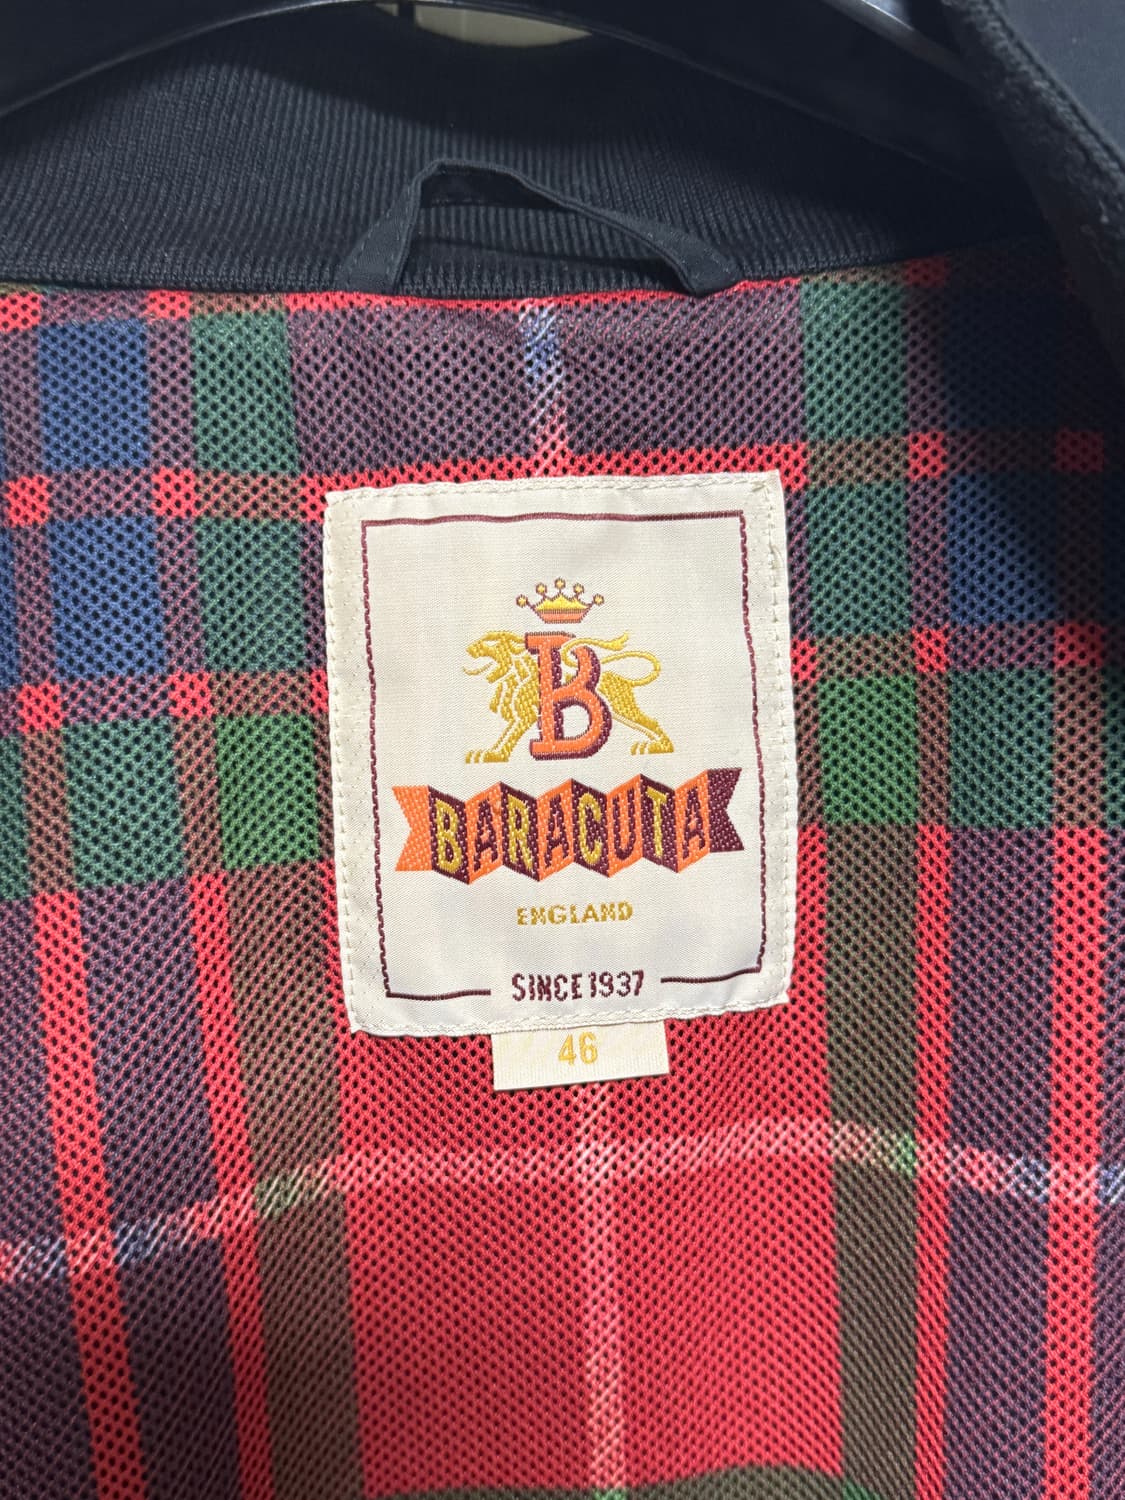 B
BARACUTA
ENGLAND
SINCE 1937
46